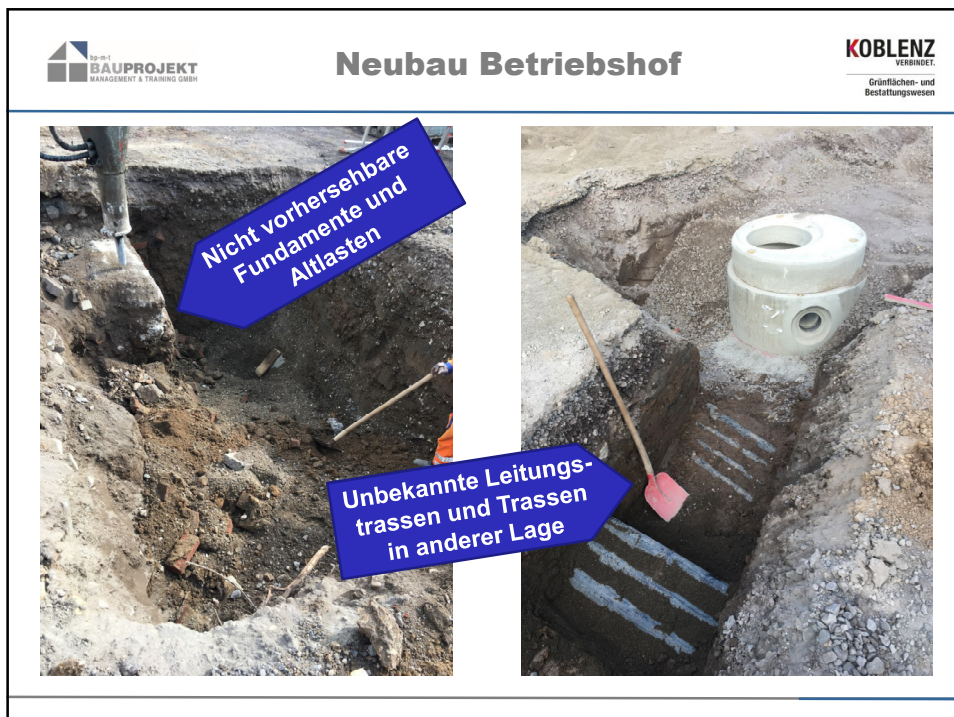 bp-m-t
BAUPROJEKT
MANAGEMENT & TRAINING GMBH
Neubau Betriebshof
KOBLENZ
VERBINDET.
Grünflächen- und
Bestattungswesen
Nicht vorhersehbare
Fundamente und
Altlasten
Unbekannte Leitungs-
trassen und Trassen
in anderer Lage